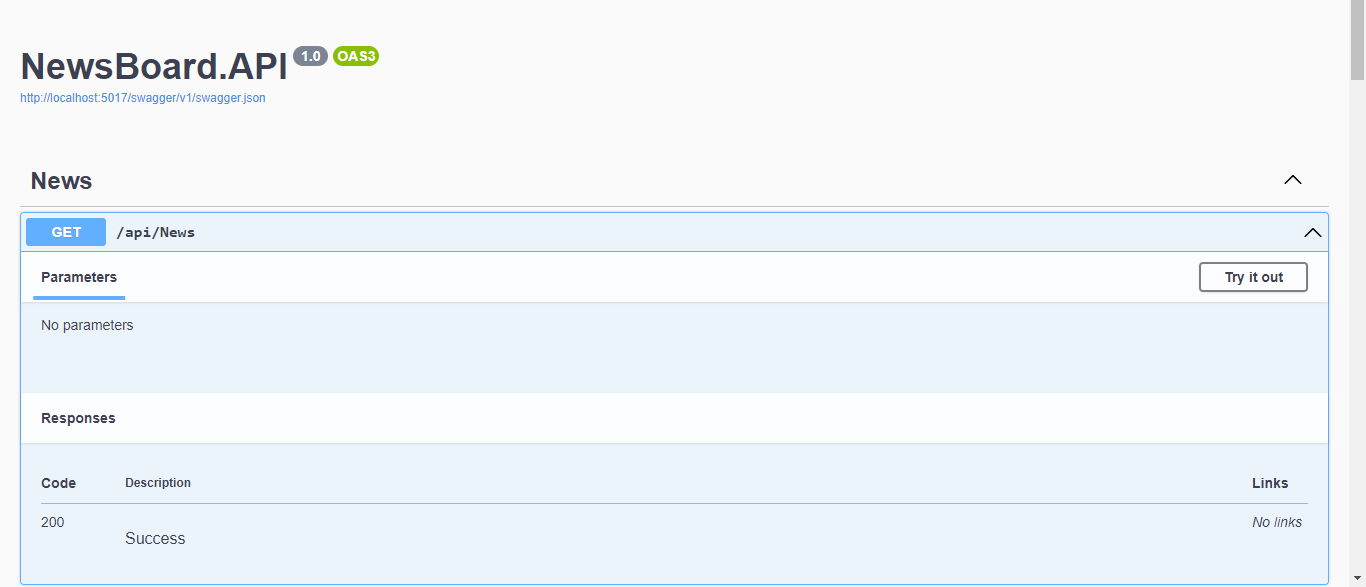 NewsBoard.API 1.0 OAS3
http://localhost:5017/swagger/v1/swagger.json
News
GET /api/News
Parameters Try it out
No parameters
Responses
Code Description Links
200 Success No links